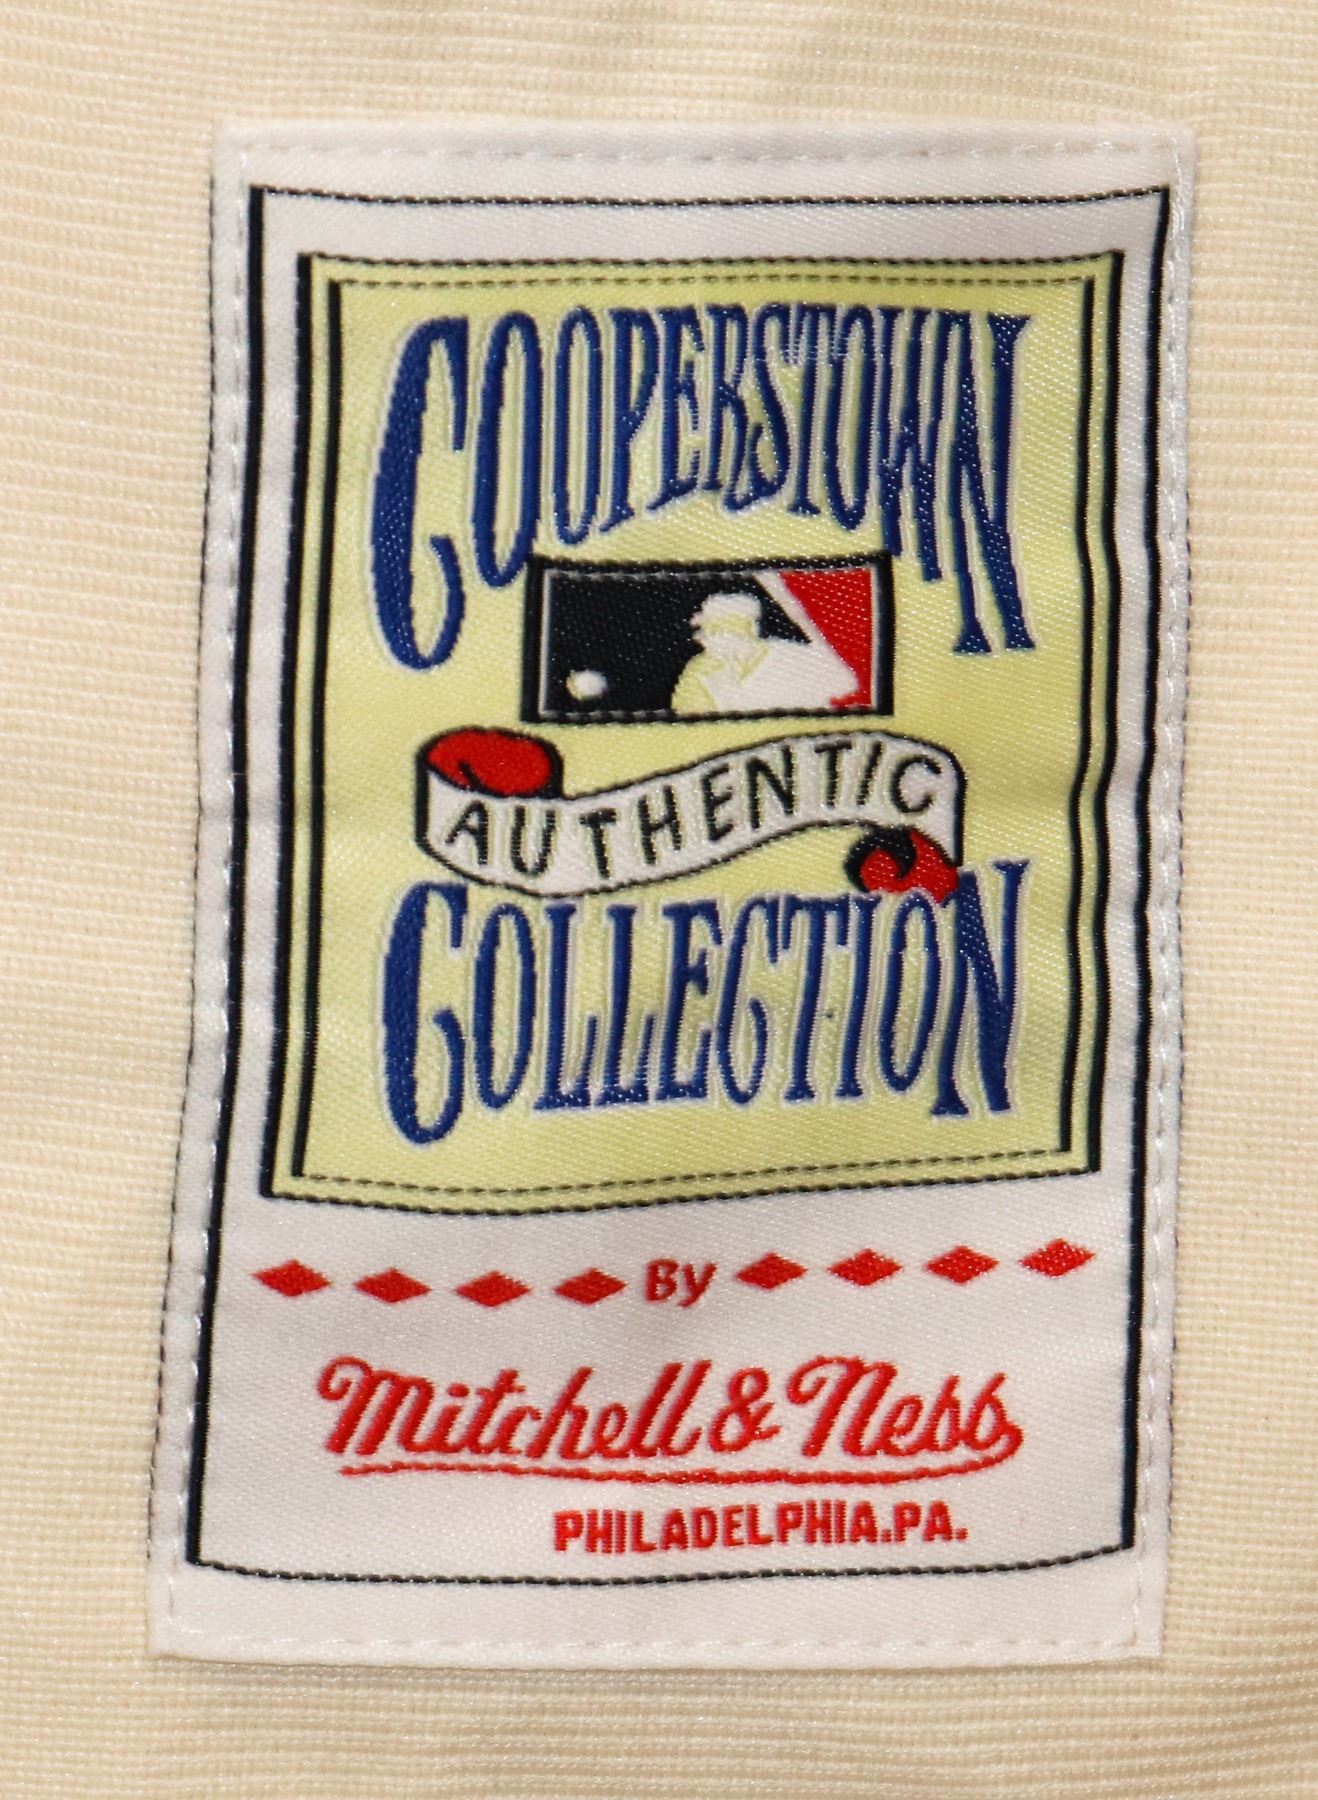 COOPERSTOWN
AUTHENTIC
COLLECTION
By
Mitchell & Ness
PHILADELPHIA.PA.